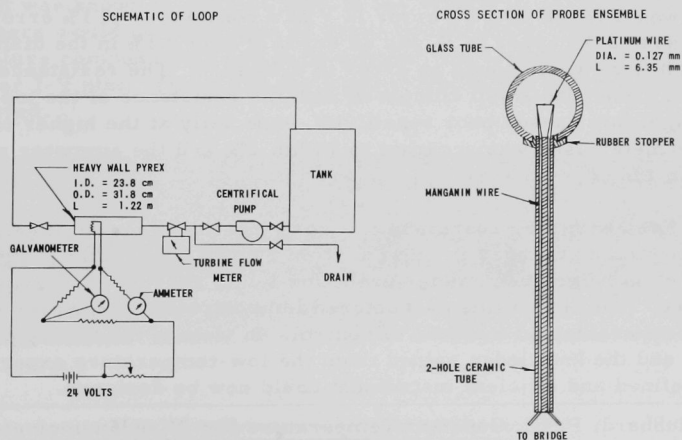 SCHEMATIC OF LOOP
HEAVY WALL PYREX
I.D. = 23.8 cm
O.D. = 31.8 cm
L = 1.22 m
GALVANOMETER
AMMETER
24 VOLTS
TURBINE FLOW
METER
CENTRIFICAL
PUMP
TANK
DRAIN
CROSS SECTION OF PROBE ENSEMBLE
GLASS TUBE
PLATINUM WIRE
DIA. = 0.127 mm
L = 6.35 mm
RUBBER STOPPER
MANGANIN WIRE
2-HOLE CERAMIC
TUBE
TO BRIDGE